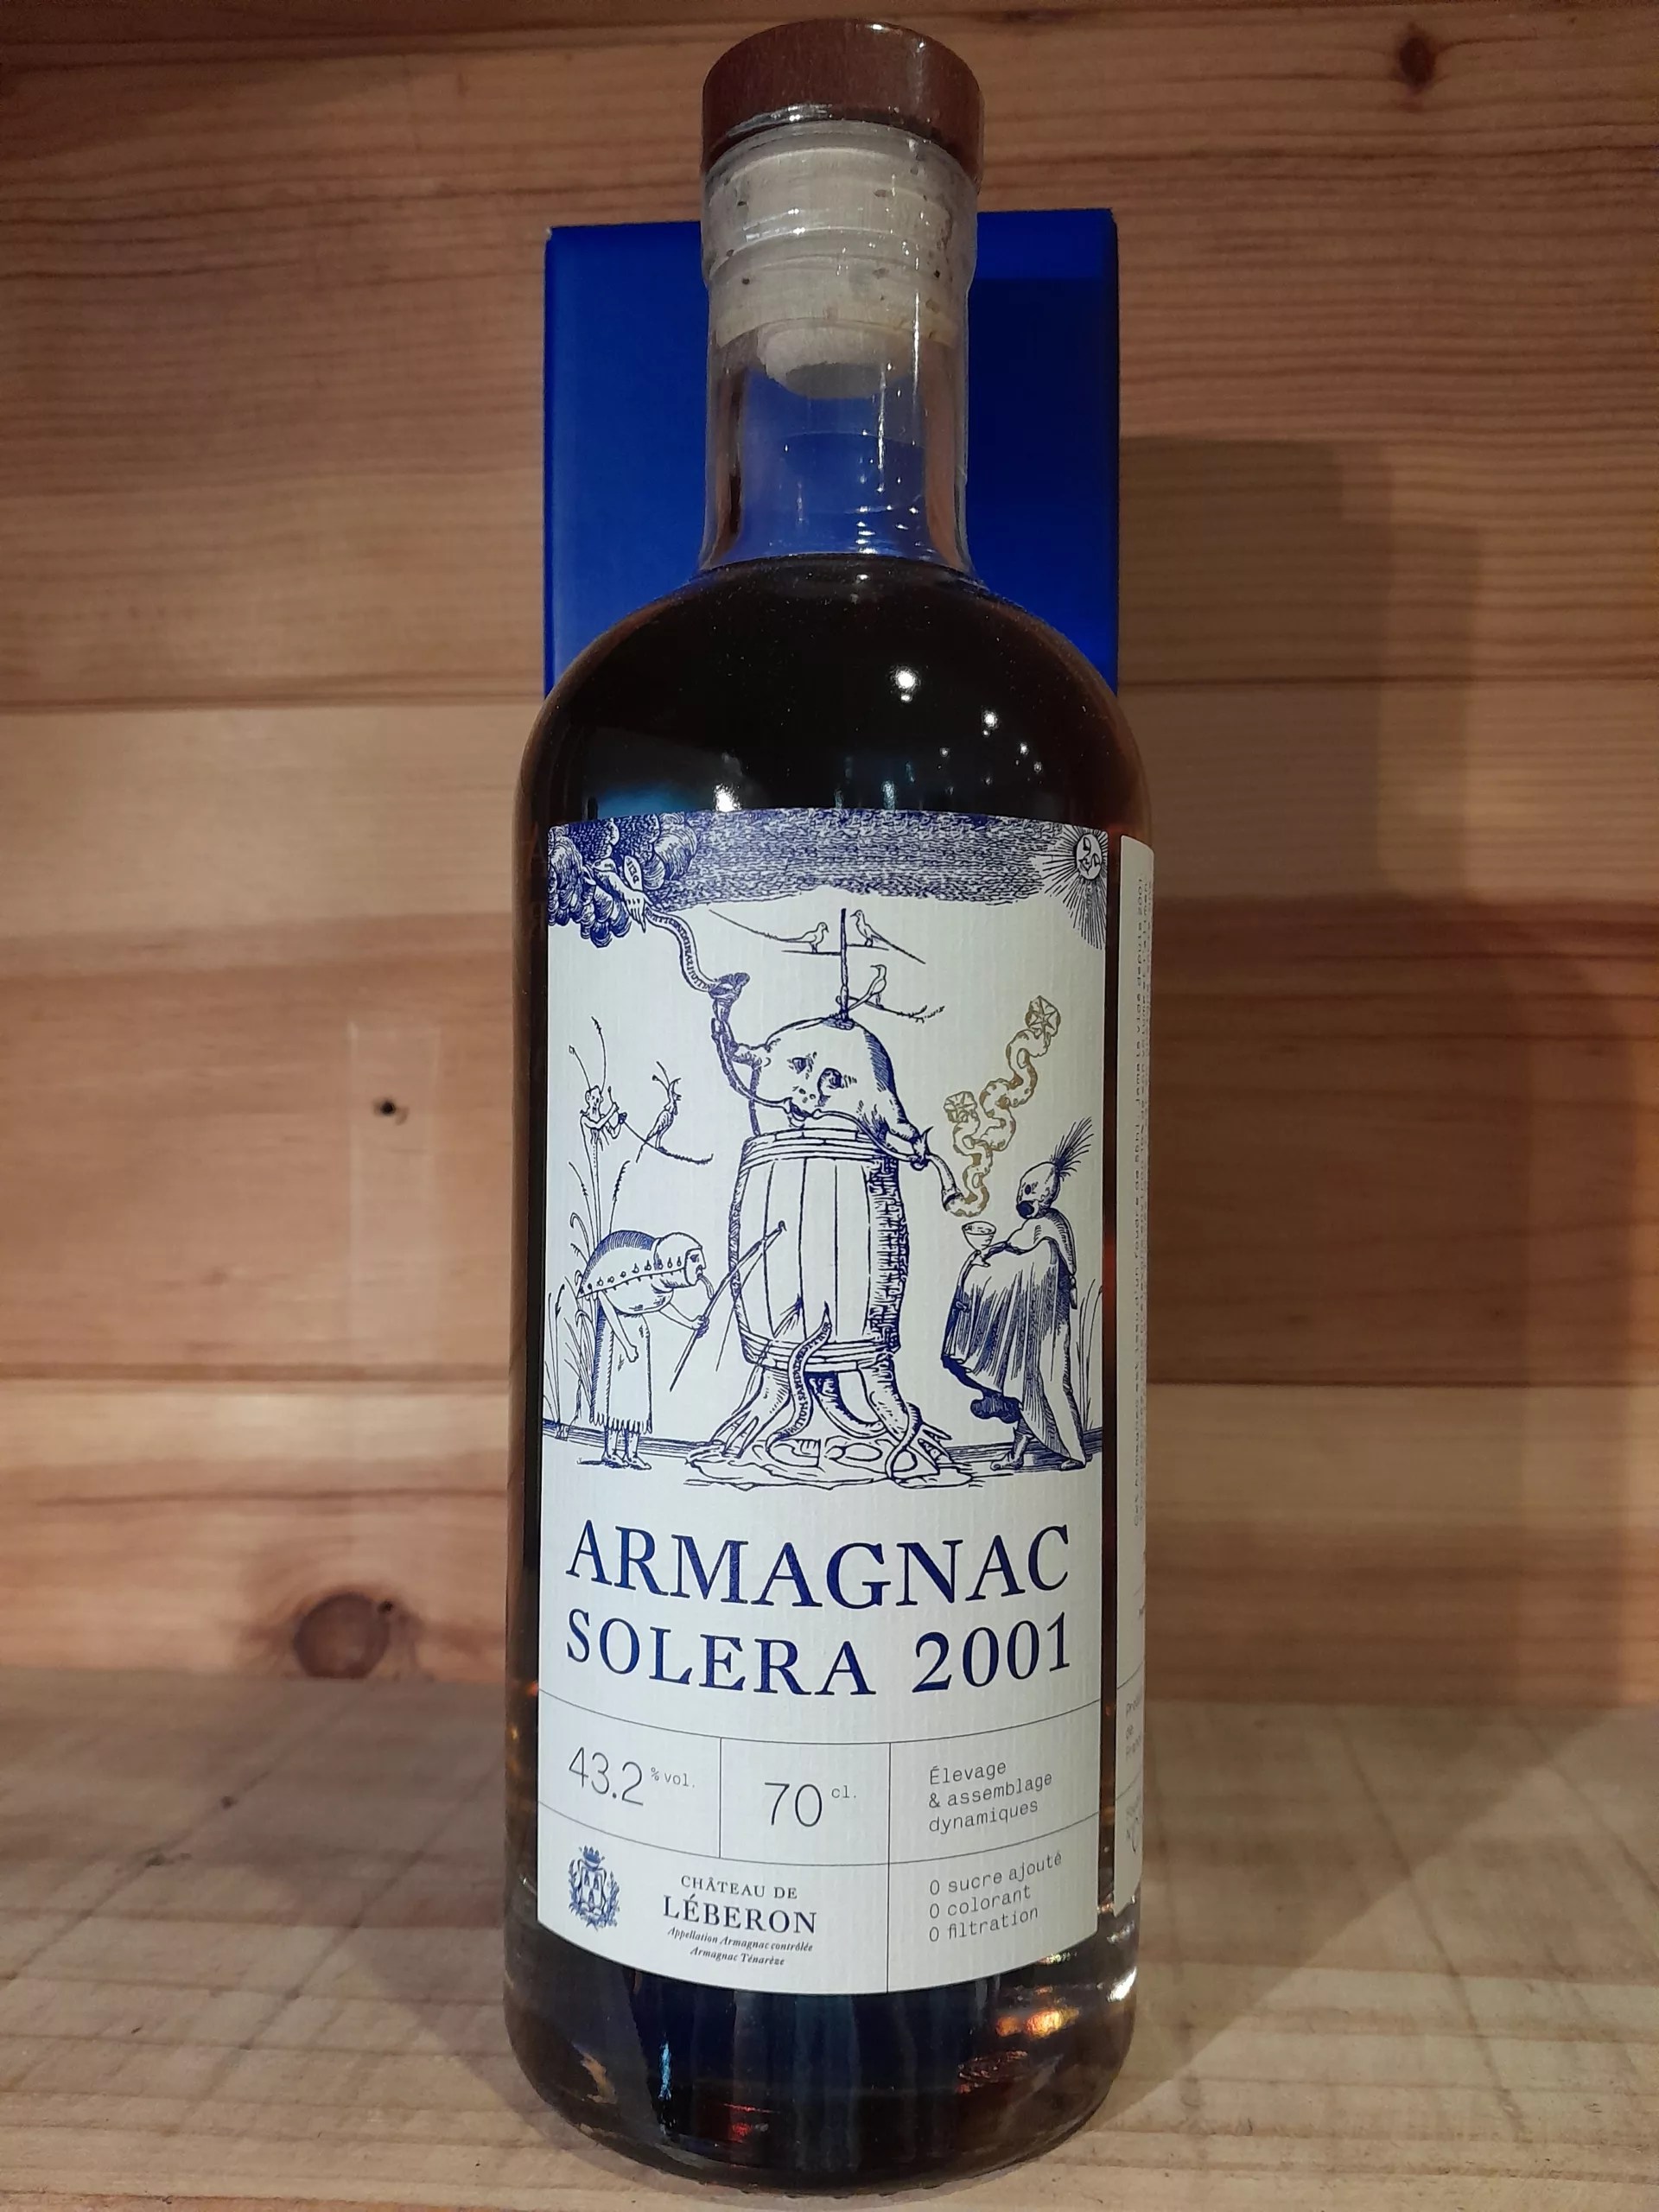 ARMAGNAC
SOLERA 2001
43.2 % vol.
70 cl.
Élevage
& assemblage
dynamiques
CHÂTEAU DE
LÉBERON
Appellation Armagnac contrôlée
Armagnac Ténarèze
0 sucre ajouté
0 colorant
0 filtration